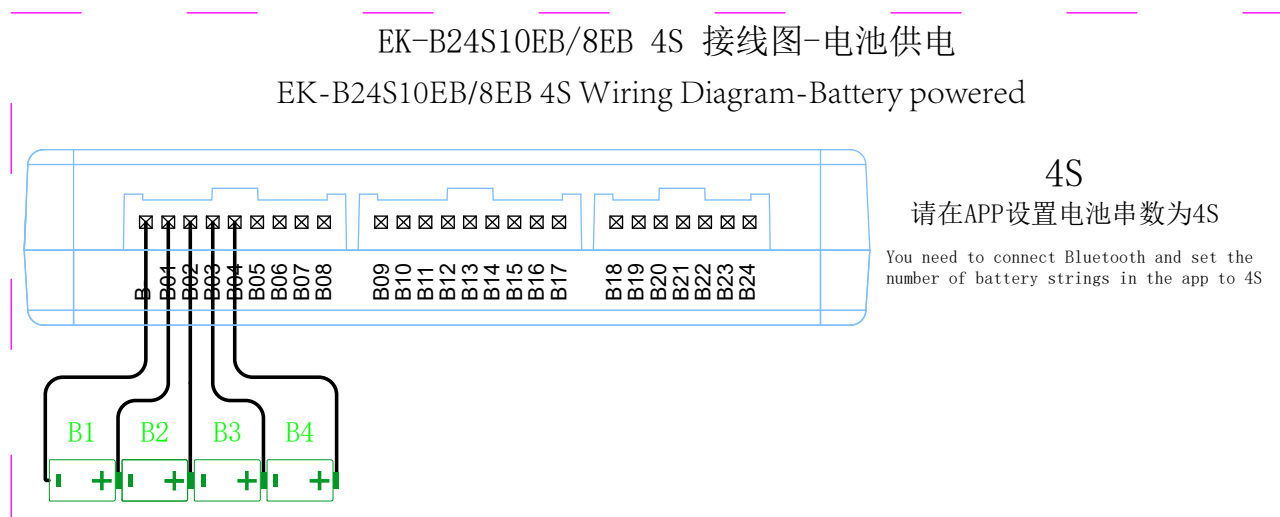 EK-B24S10EB/8EB 4S 接线图-电池供电
EK-B24S10EB/8EB 4S Wiring Diagram-Battery powered
4S
请在APP设置电池串数为4S
You need to connect Bluetooth and set the
number of battery strings in the app to 4S
B- B01 B02 B03 B04 B05 B06 B07 B08 B09 B10 B11 B12 B13 B14 B15 B16 B17 B18 B19 B20 B21 B22 B23 B24
B1 B2 B3 B4
- + - + - + - +